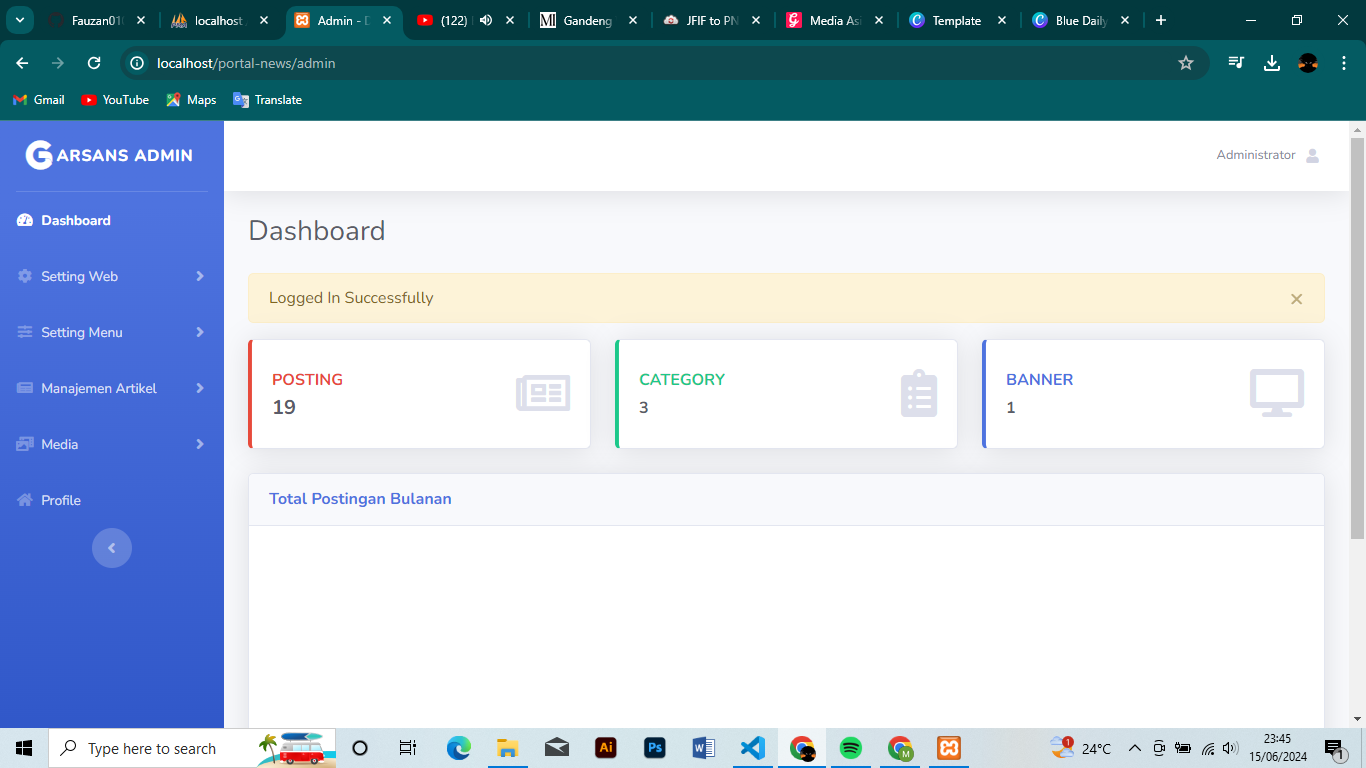 Fauzan01
localhost
Admin - D
(122)
Gandeng
JFIF to PN
Media Asi
Template
Blue Daily
localhost/portal-news/admin
Gmail
YouTube
Maps
Translate
GARSANS ADMIN
Administrator
Dashboard
Dashboard
Setting Web
Logged In Successfully
Setting Menu
POSTING
19
CATEGORY
3
BANNER
1
Manajemen Artikel
Media
Profile
Total Postingan Bulanan
Type here to search
24°C
23:45
15/06/2024